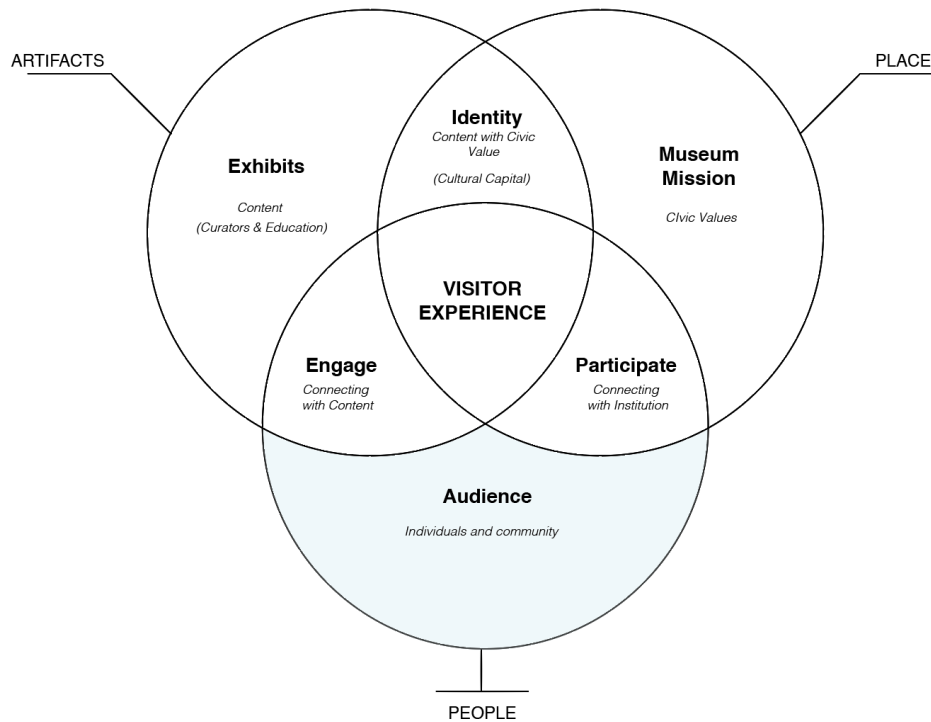 ARTIFACTS
PLACE
Identity
Content with Civic
Value
(Cultural Capital)
Exhibits
Content
(Curators & Education)
Museum
Mission
CIvic Values
VISITOR
EXPERIENCE
Engage
Connecting
with Content
Participate
Connecting
with Institution
Audience
Individuals and community
PEOPLE